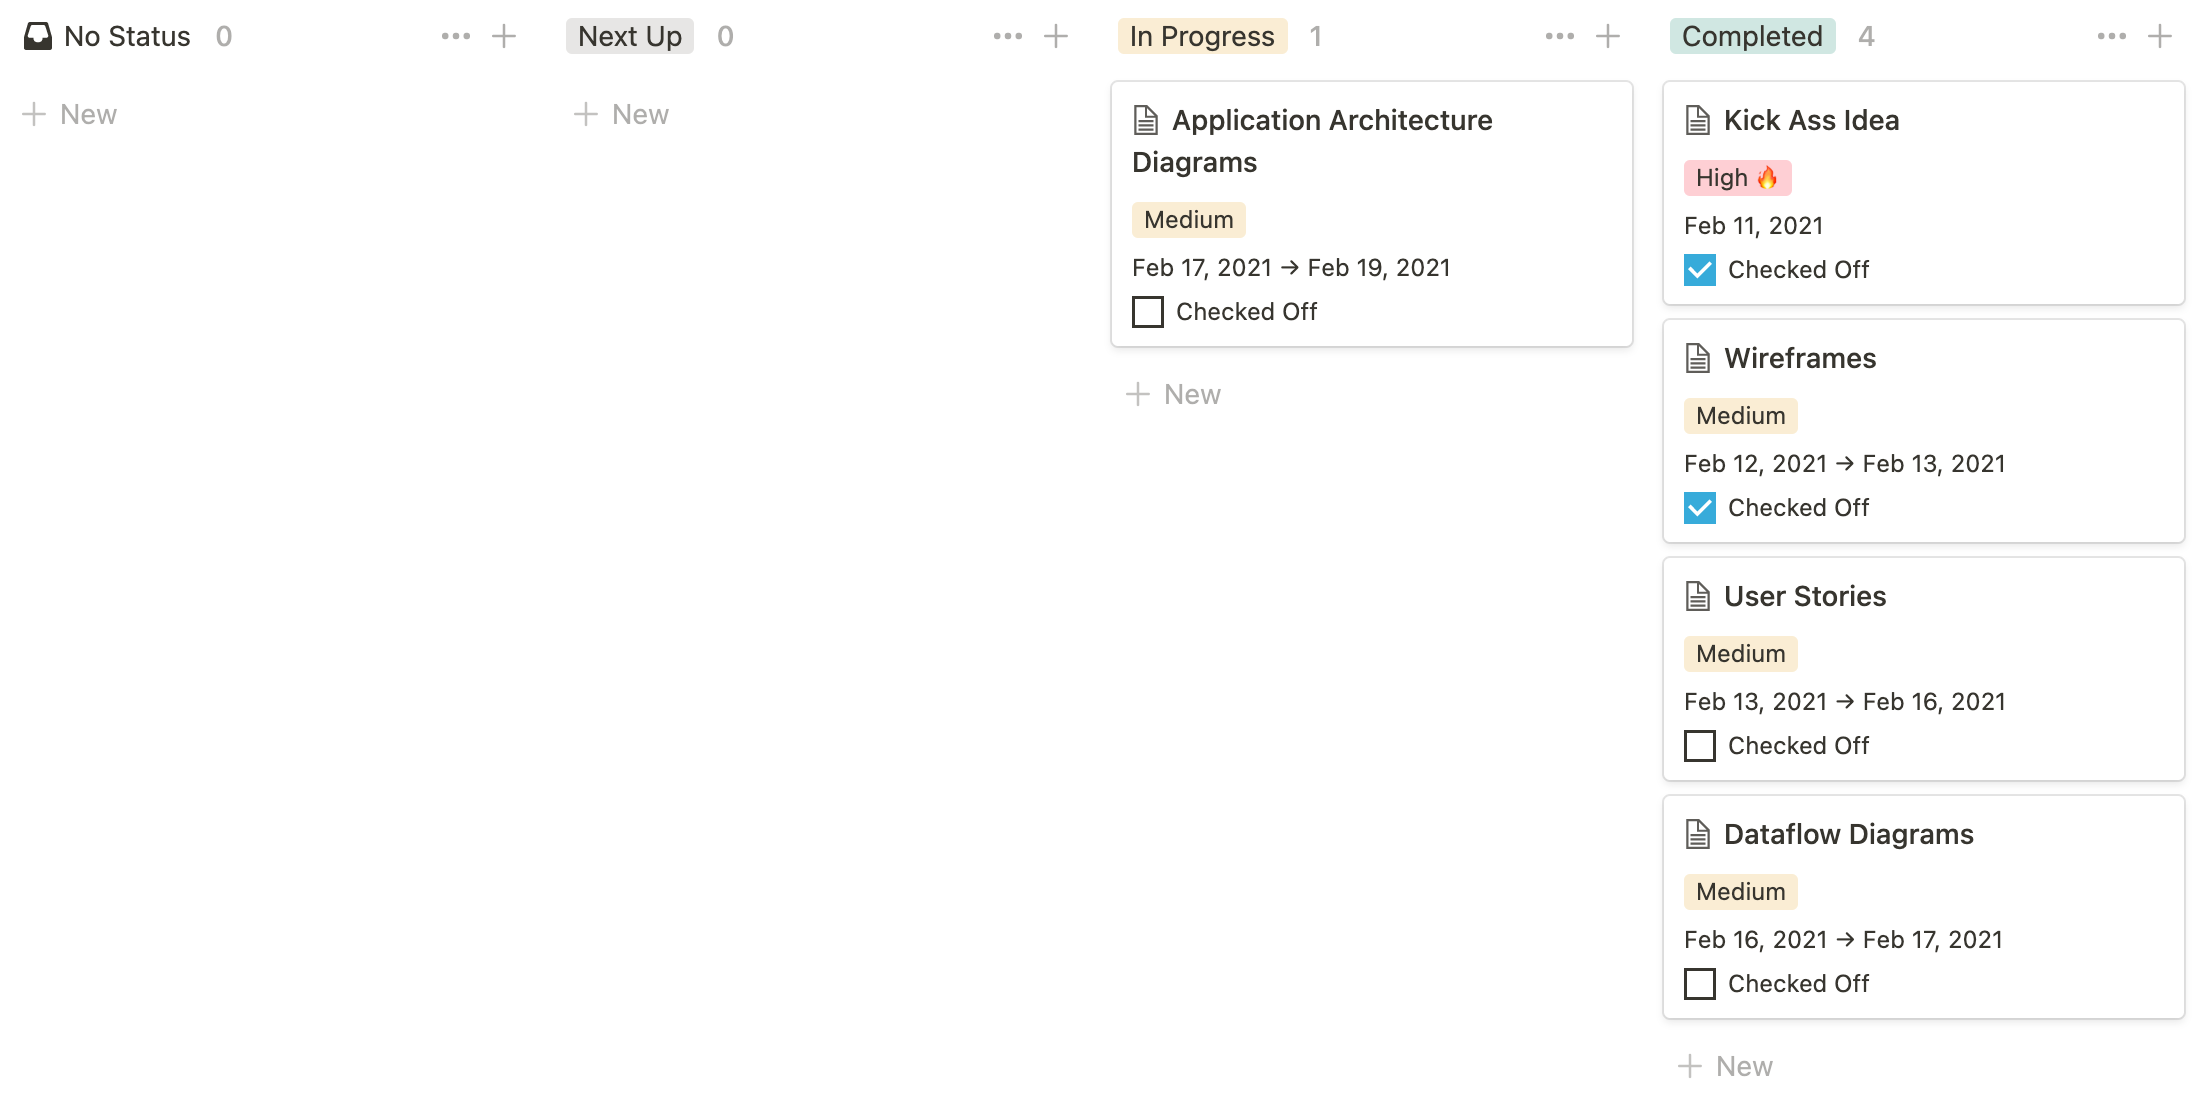 No Status 0
New
Next Up 0
New
In Progress 1
Application Architecture
Diagrams
Medium
Feb 17, 2021 → Feb 19, 2021
Checked Off
New
Completed 4
Kick Ass Idea
High 🔥
Feb 11, 2021
Checked Off
Wireframes
Medium
Feb 12, 2021 → Feb 13, 2021
Checked Off
User Stories
Medium
Feb 13, 2021 → Feb 16, 2021
Checked Off
Dataflow Diagrams
Medium
Feb 16, 2021 → Feb 17, 2021
Checked Off
New